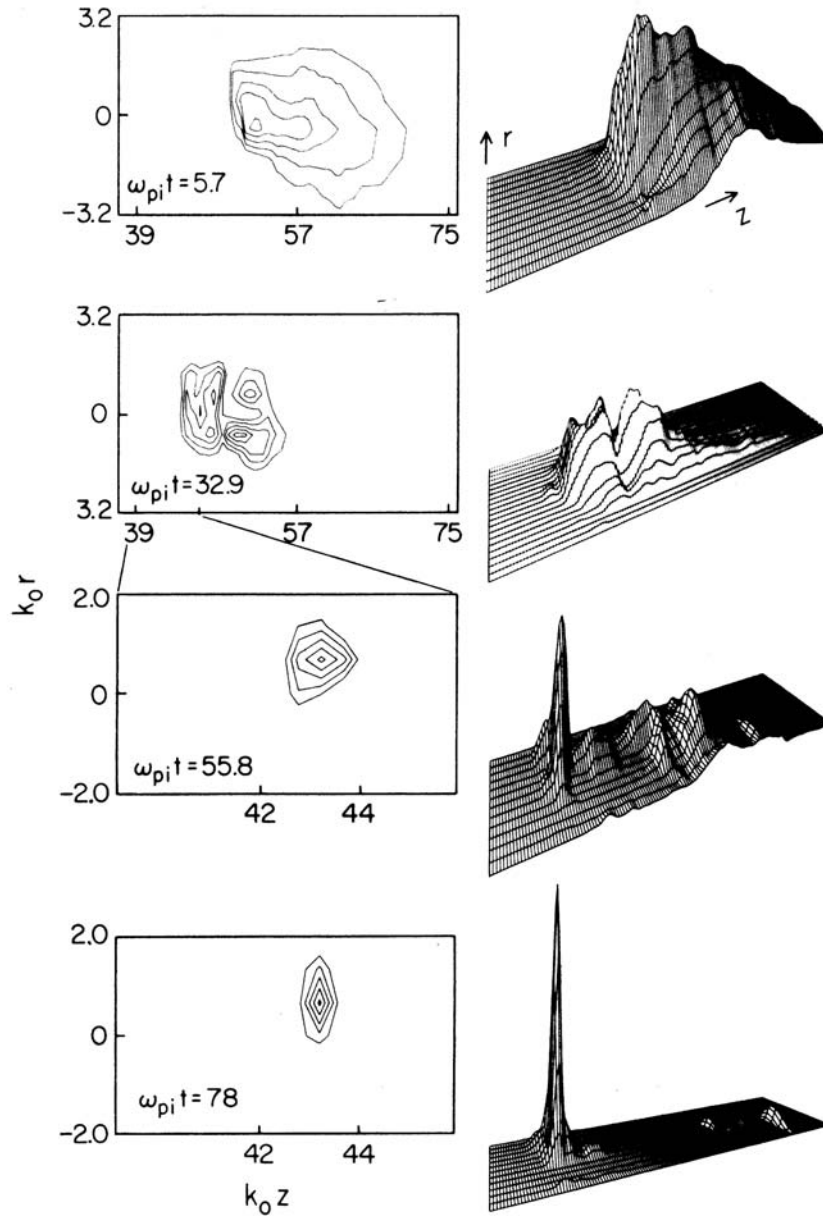 3.2
0
-3.2
ω_pi t = 5.7
39 57 75
r
z
3.2
0
3.2
ω_pi t = 32.9
39 57 75
k₀r
2.0
0
-2.0
ω_pi t = 55.8
42 44
2.0
0
-2.0
ω_pi t = 78
42 44
k₀z